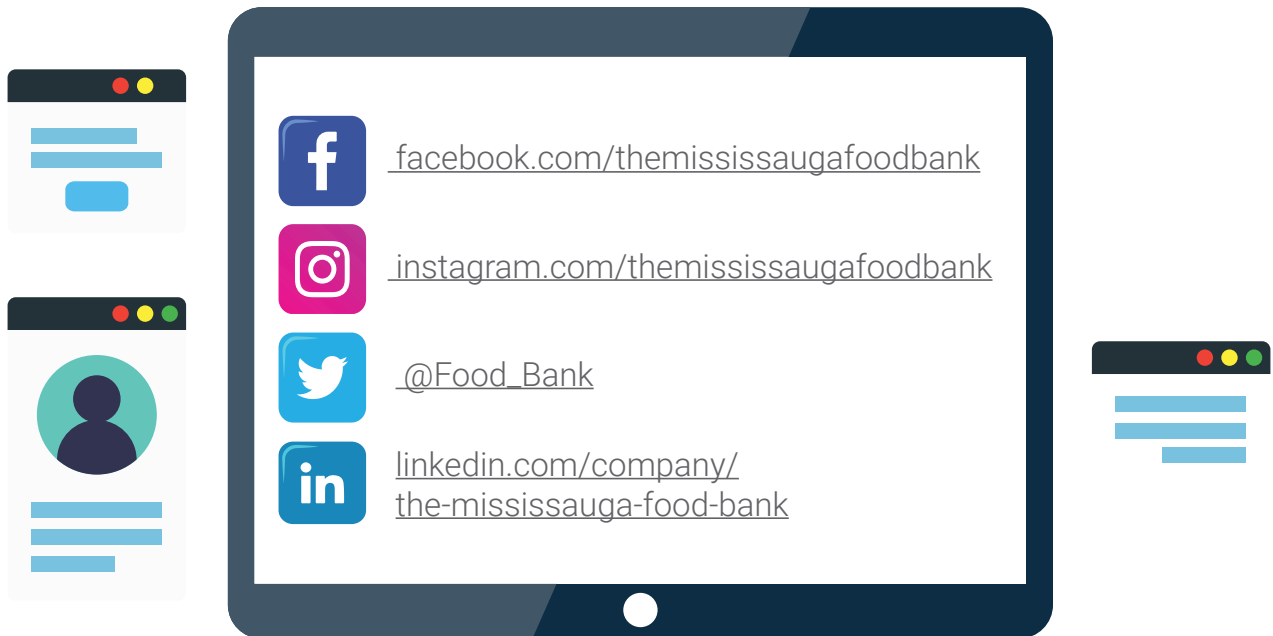 facebook.com/themississaugafoodbank
instagram.com/themississaugafoodbank
@Food_Bank
linkedin.com/company/
the-mississauga-food-bank